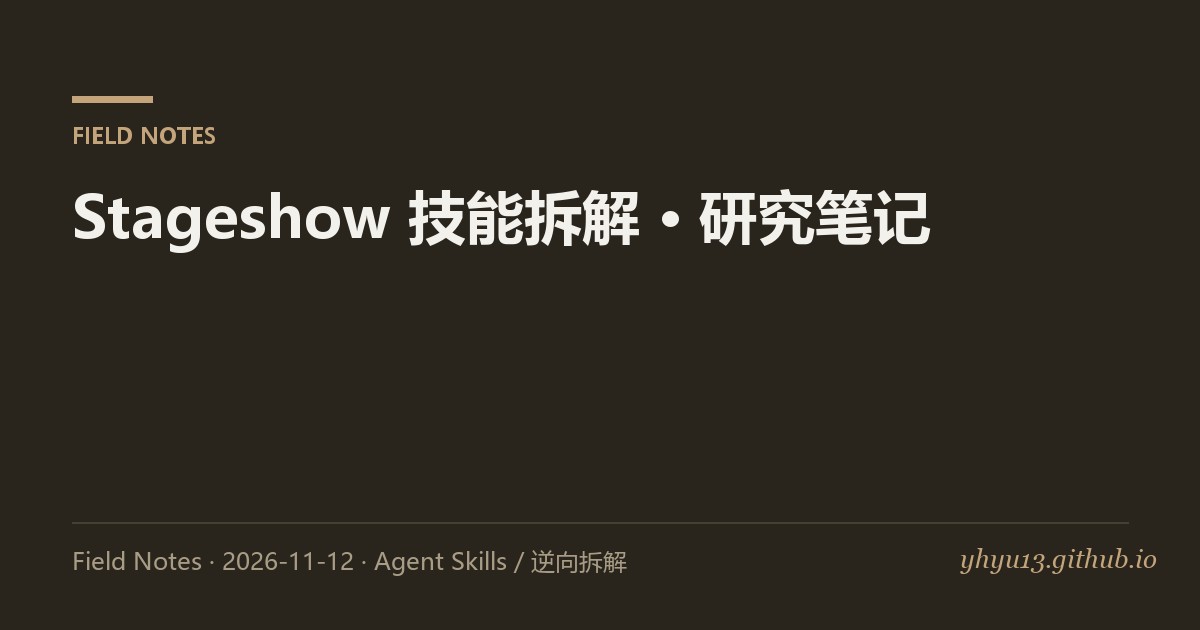 FIELD NOTES
Stageshow 技能拆解 • 研究笔记
Field Notes · 2026-11-12 · Agent Skills / 逆向拆解
yhyu13.github.io